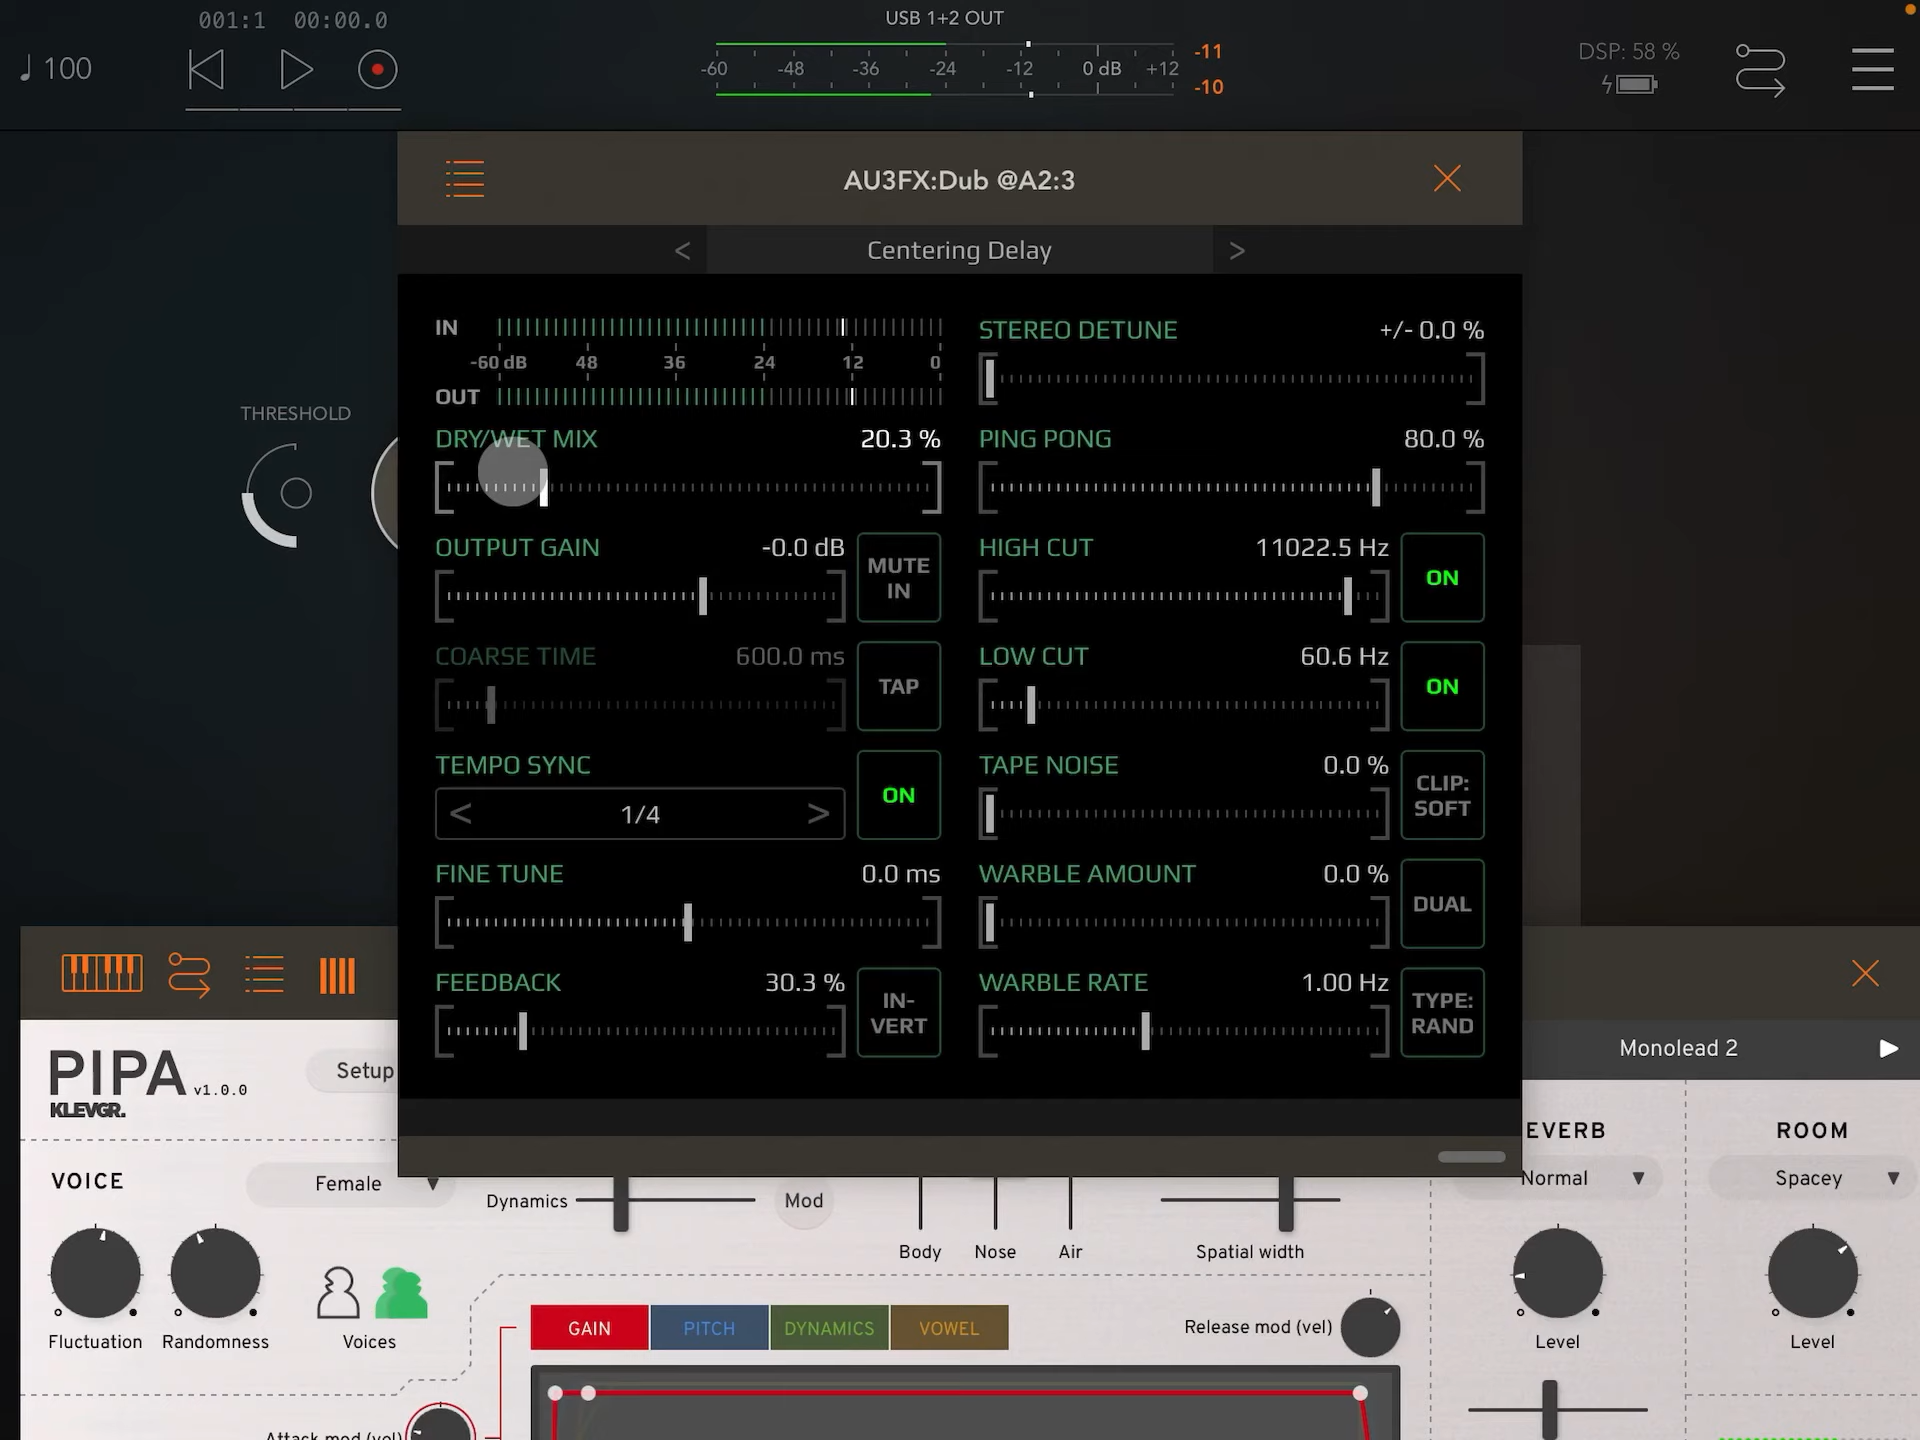 001:1 00:00.0
USB 1+2 OUT
♩ 100
-60 -48 -36 -24 -12 0 dB +12
-11
-10
DSP: 58 %
AU3FX:Dub @A2:3
< Centering Delay >
IN
-60 dB 48 36 24 12 0
OUT
DRY/WET MIX 20.3 %
OUTPUT GAIN -0.0 dB
MUTE
IN
COARSE TIME 600.0 ms
TAP
TEMPO SYNC
< 1/4 >
ON
FINE TUNE 0.0 ms
FEEDBACK 30.3 %
IN-
VERT
STEREO DETUNE +/- 0.0 %
PING PONG 80.0 %
HIGH CUT 11022.5 Hz
ON
LOW CUT 60.6 Hz
ON
TAPE NOISE 0.0 %
CLIP:
SOFT
WARBLE AMOUNT 0.0 %
DUAL
WARBLE RATE 1.00 Hz
TYPE:
RAND
THRESHOLD
PIPA v1.0.0
KLEVGR.
Setup
Monolead 2
VOICE
Female
Fluctuation Randomness Voices
Dynamics
Mod
Body Nose Air
Spatial width
EVERB
Normal
Level
ROOM
Spacey
Level
GAIN PITCH DYNAMICS VOWEL
Release mod (vel)
Attack mod (vel)